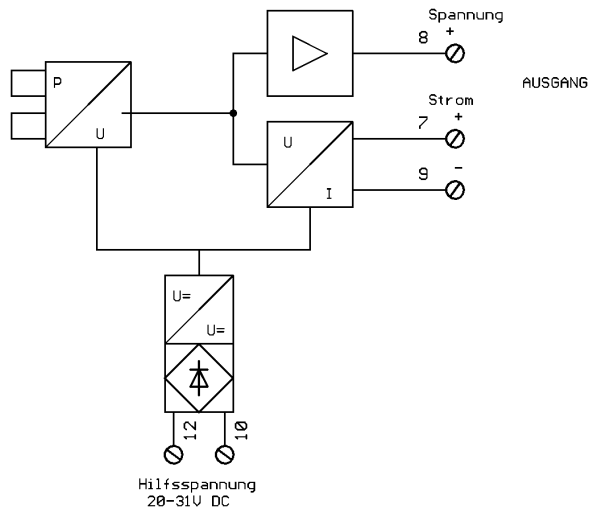 Spannung
8 +
AUSGANG
P
Strom
7 +
U
U
9 -
I
U=
U=
12 10
Hilfsspannung
20-31V DC